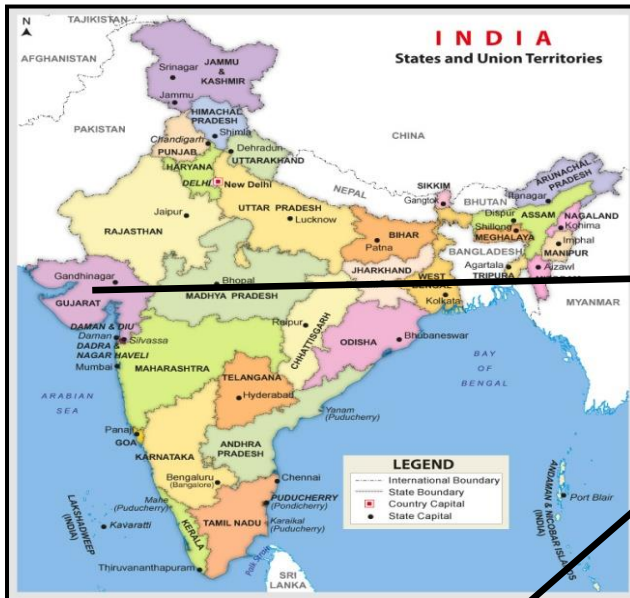 TAJIKISTAN
N
INDIA
States and Union Territories
AFGHANISTAN
Srinagar
JAMMU
&
KASHMIR
Jammu
HIMACHAL
PRADESH
Shimla
PAKISTAN
Chandigarh
PUNJAB
Dehradun
UTTARAKHAND
CHINA
HARYANA
DELHI
New Delhi
RAJASTHAN
Jaipur
UTTAR PRADESH
Lucknow
NEPAL
SIKKIM
Gangtok
BHUTAN
ARUNACHAL
PRADESH
Itanagar
Dispur
ASSAM
NAGALAND
Kohima
Shillong
MEGHALAYA
Imphal
MANIPUR
BIHAR
Patna
BANGLADESH
Agartala
TRIPURA
Aizawl
JHARKHAND
WEST
Kolkata
MYANMAR
Gandhinagar
GUJARAT
Bhopal
MADHYA PRADESH
Raipur
CHHATTISGARH
ODISHA
Bhubaneswar
DAMAN & DIU
Daman
Silvassa
DADRA &
NAGAR HAVELI
Mumbai
MAHARASHTRA
ARABIAN
SEA
BAY
OF
BENGAL
TELANGANA
Hyderabad
Yanam
(Puducherry)
Panaji
GOA
KARNATAKA
ANDHRA
PRADESH
Bengaluru
(Bangalore)
Chennai
Mahe
(Puducherry)
PUDUCHERRY
(Pondicherry)
Karaikal
(Puducherry)
TAMIL NADU
KERALA
LAKSHADWEEP
(INDIA)
Kavaratti
Thiruvananthapuram
Palk Strait
SRI
LANKA
ANDAMAN & NICOBAR ISLANDS
(INDIA)
Port Blair
LEGEND
International Boundary
State Boundary
Country Capital
State Capital